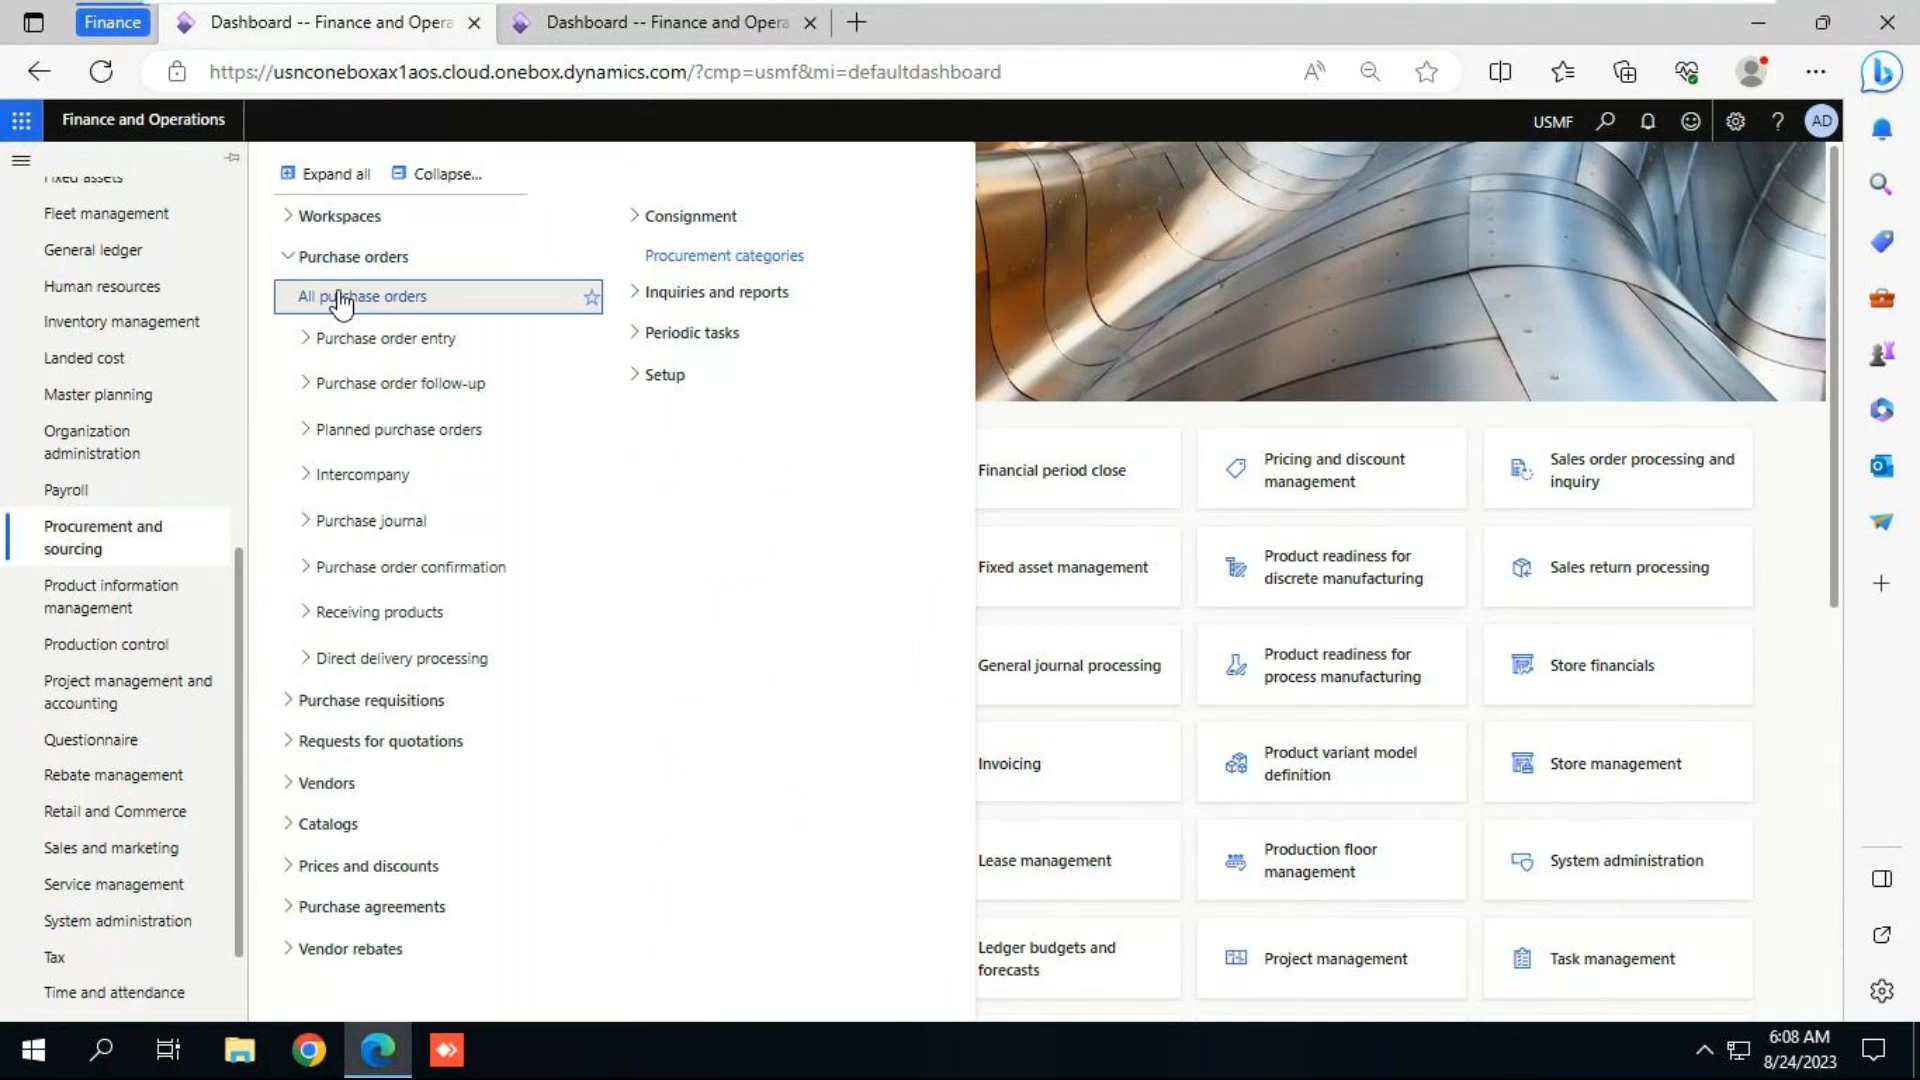 Finance
Dashboard -- Finance and Opera
Dashboard -- Finance and Opera
https://usnconeboxax1aos.cloud.onebox.dynamics.com/?cmp=usmf&mi=defaultdashboard
Finance and Operations
USMF
AD
Fixed assets
Fleet management
General ledger
Human resources
Inventory management
Landed cost
Master planning
Organization
administration
Payroll
Procurement and
sourcing
Product information
management
Production control
Project management and
accounting
Questionnaire
Rebate management
Retail and Commerce
Sales and marketing
Service management
System administration
Tax
Time and attendance
Expand all
Collapse...
Workspaces
Purchase orders
All purchase orders
Purchase order entry
Purchase order follow-up
Planned purchase orders
Intercompany
Purchase journal
Purchase order confirmation
Receiving products
Direct delivery processing
Purchase requisitions
Requests for quotations
Vendors
Catalogs
Prices and discounts
Purchase agreements
Vendor rebates
Consignment
Procurement categories
Inquiries and reports
Periodic tasks
Setup
Financial period close
Fixed asset management
General journal processing
Invoicing
Lease management
Ledger budgets and
forecasts
Pricing and discount
management
Product readiness for
discrete manufacturing
Product readiness for
process manufacturing
Product variant model
definition
Production floor
management
Project management
Sales order processing and
inquiry
Sales return processing
Store financials
Store management
System administration
Task management
6:08 AM
8/24/2023